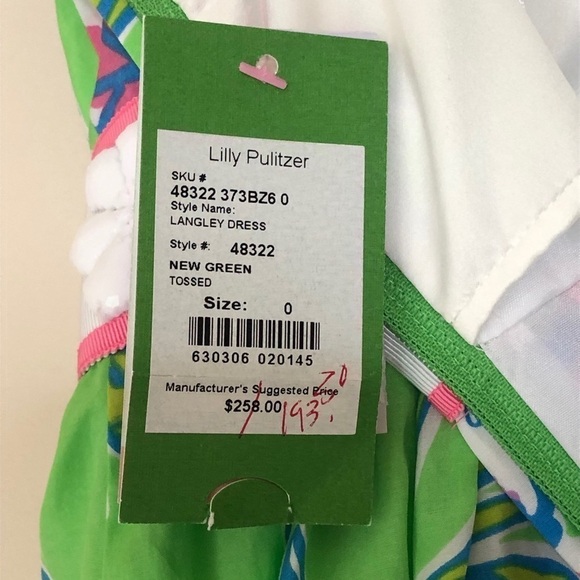 Lilly Pulitzer
SKU #
48322 373BZ6 0
Style Name:
LANGLEY DRESS
Style #: 48322
NEW GREEN
TOSSED
Size: 0
630306 020145
Manufacturer's Suggested Price
$258.00
193.